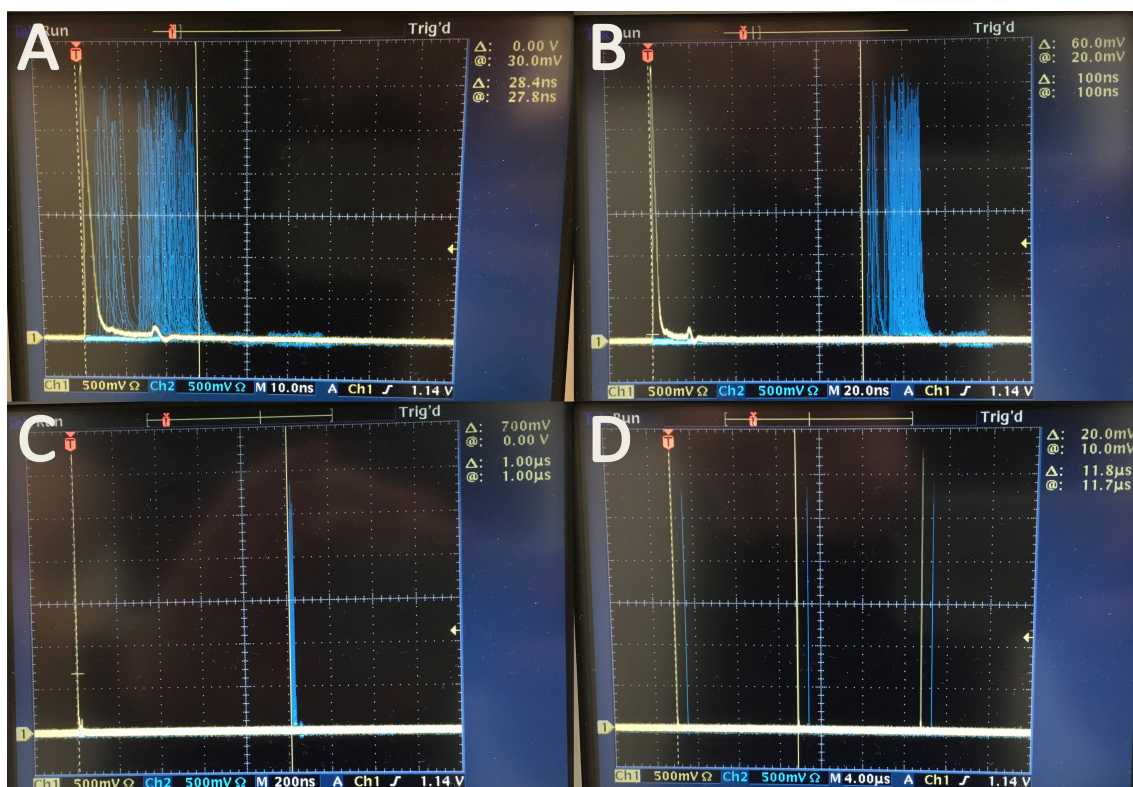 A
Run
Trig'd
T
Δ: 0.00 V
@: 30.0mV
Δ: 28.4ns
@: 27.8ns
1
Ch1 500mV Ω Ch2 500mV Ω M 10.0ns A Ch1 ƒ 1.14 V
B
Run
Trig'd
T
Δ: 60.0mV
@: 20.0mV
Δ: 100ns
@: 100ns
1
Ch1 500mV Ω Ch2 500mV Ω M 20.0ns A Ch1 ƒ 1.14 V
C
Run
Trig'd
T
Δ: 700mV
@: 0.00 V
Δ: 1.00µs
@: 1.00µs
1
Ch1 500mV Ω Ch2 500mV Ω M 200ns A Ch1 ƒ 1.14 V
D
Run
Trig'd
T
Δ: 20.0mV
@: 10.0mV
Δ: 11.8µs
@: 11.7µs
1
Ch1 500mV Ω Ch2 500mV Ω M 4.00µs A Ch1 ƒ 1.14 V